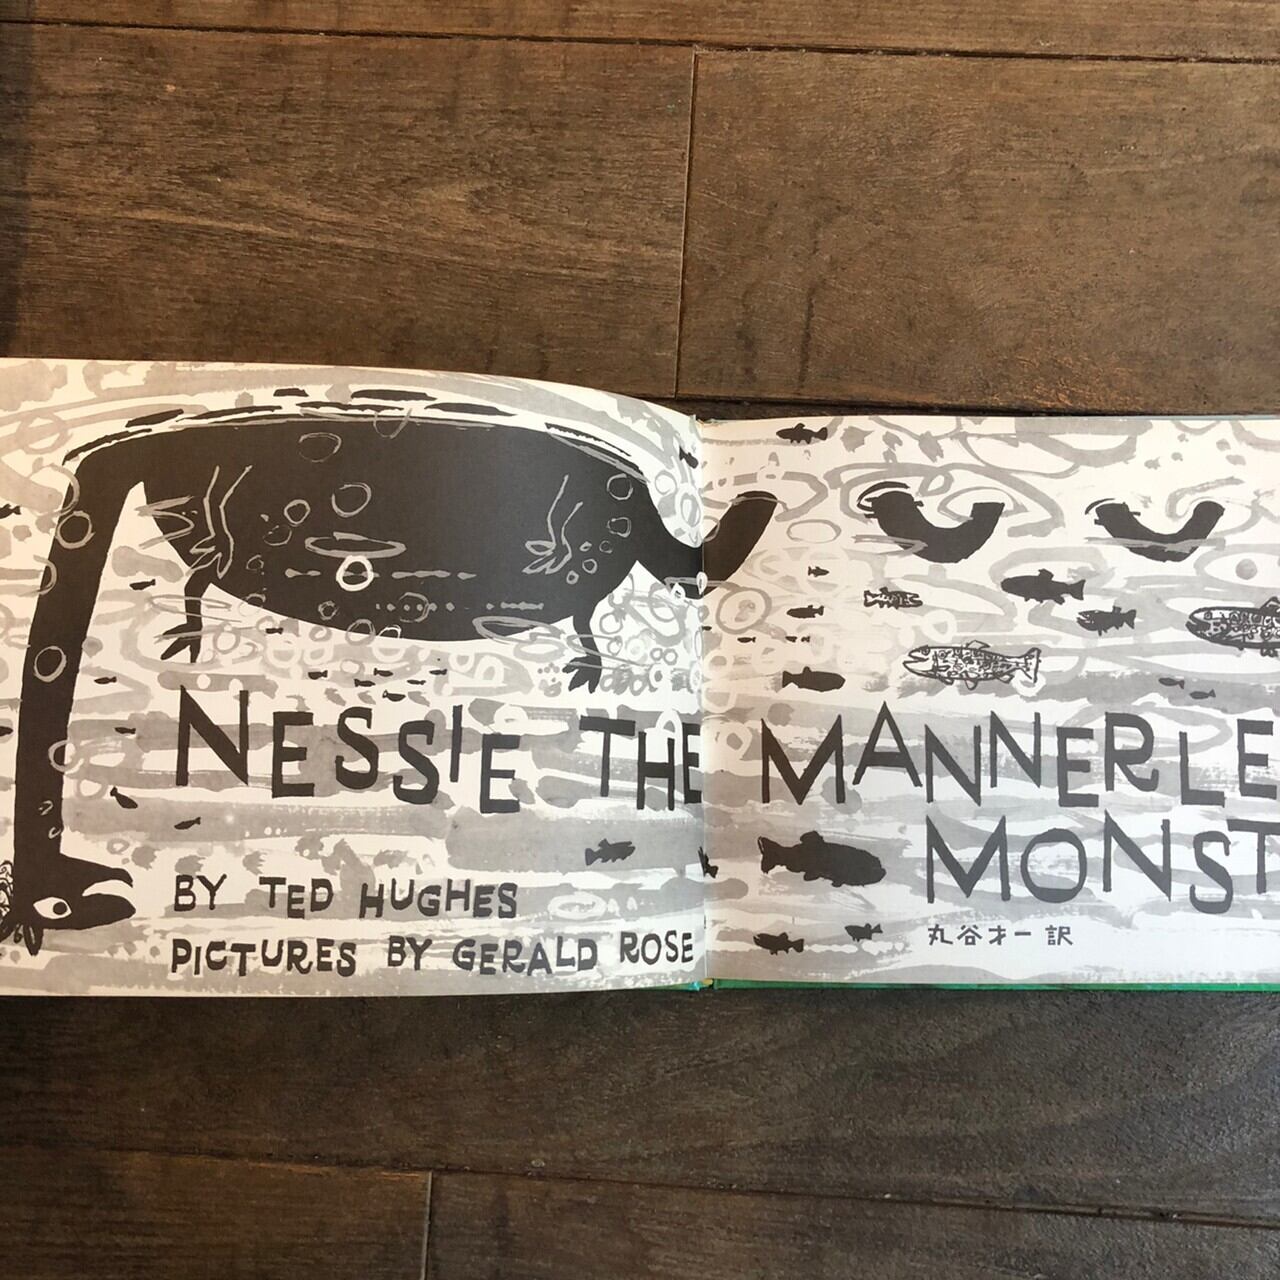 NESSIE THE MANNERLE
MONST
BY TED HUGHES
PICTURES BY GERALD ROSE
丸谷才一 訳